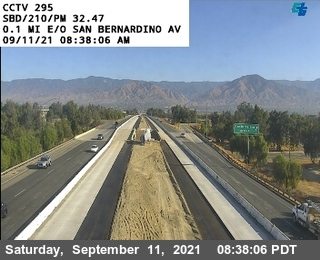 CCTV 295
SBD/210/PM 32.47
0.1 MI E/O SAN BERNARDINO AV
09/11/21 08:38:06 AM
Saturday, September 11, 2021 08:38:06 PDT